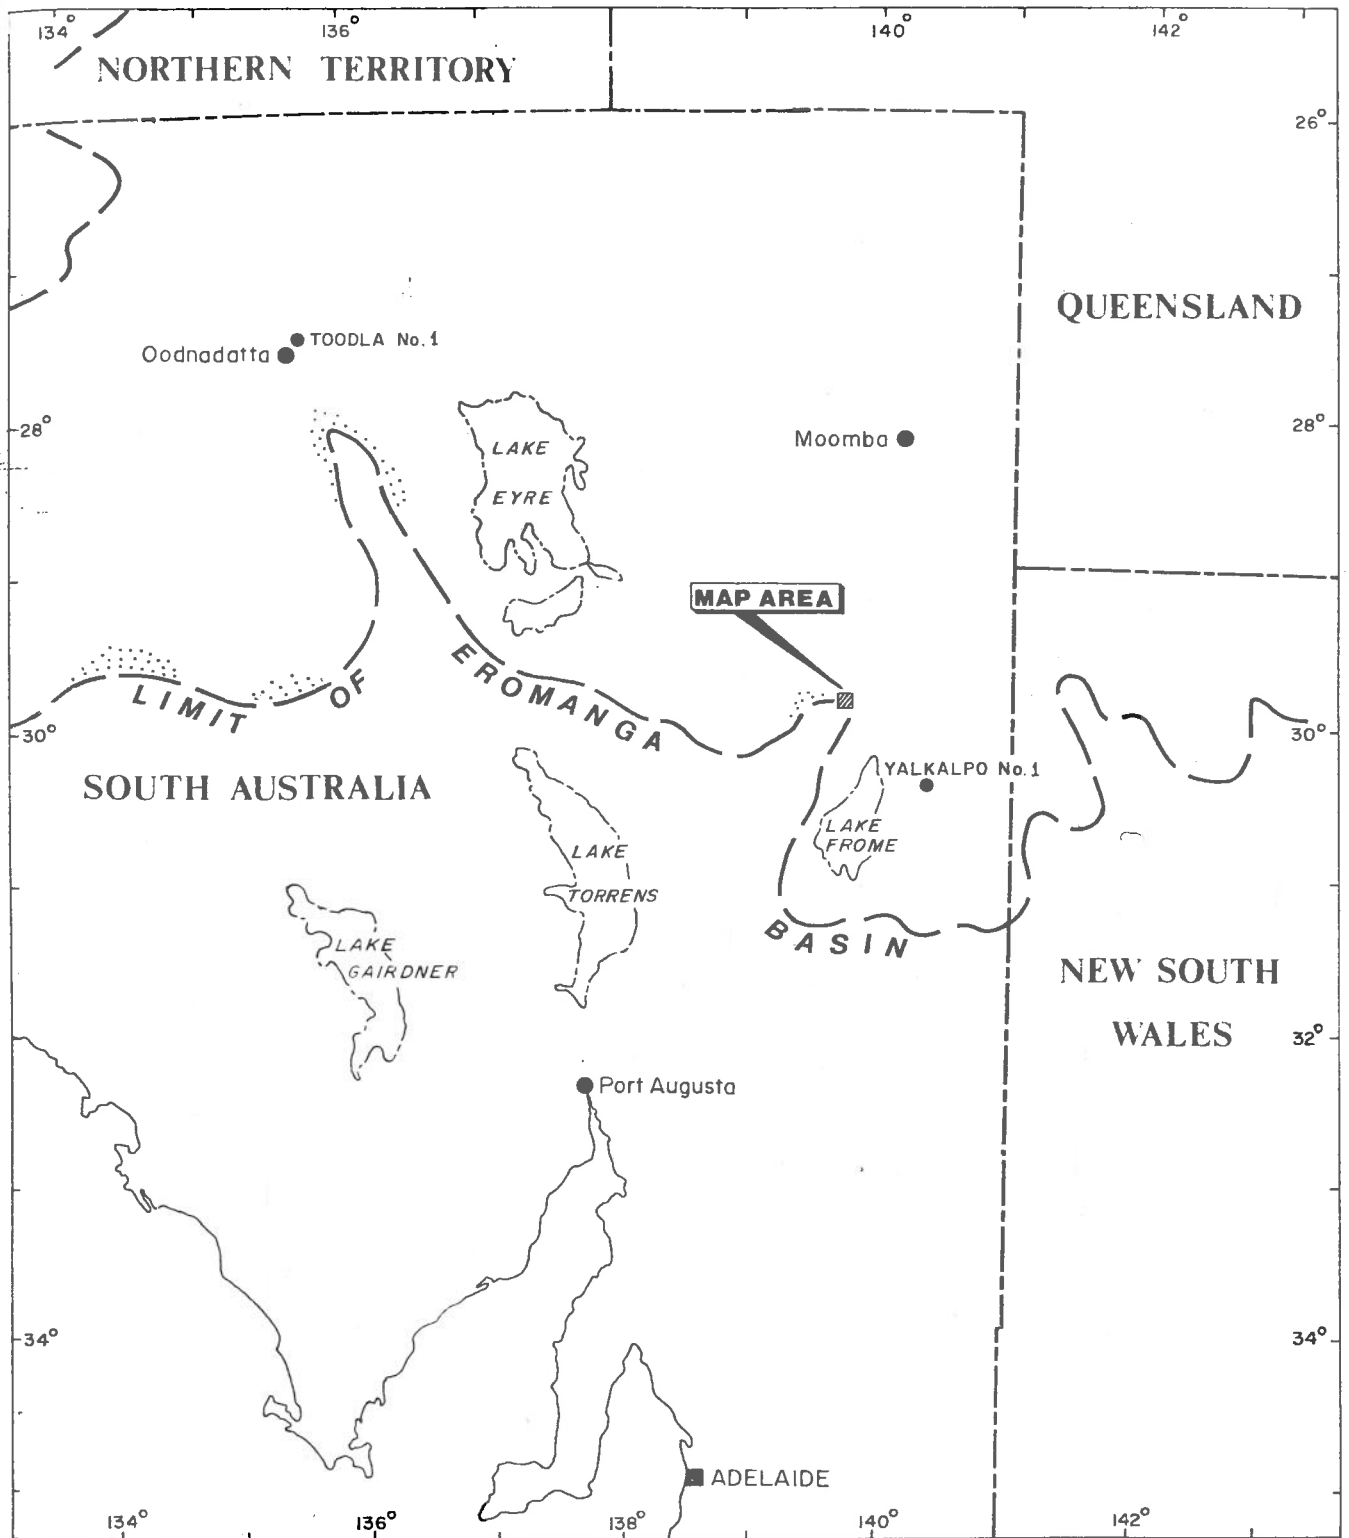 134° 136° 140° 142°
NORTHERN TERRITORY
26°
QUEENSLAND
TOODLA No.1
Oodnadatta
28° 28°
Moomba
LAKE
EYRE
MAP AREA
LIMIT OF EROMANGA BASIN
30° 30°
YALKALPO No.1
SOUTH AUSTRALIA
LAKE
FROME
LAKE
TORRENS
LAKE
GAIRDNER
NEW SOUTH
WALES
32°
Port Augusta
34° 34°
ADELAIDE
134° 136° 138° 140° 142°